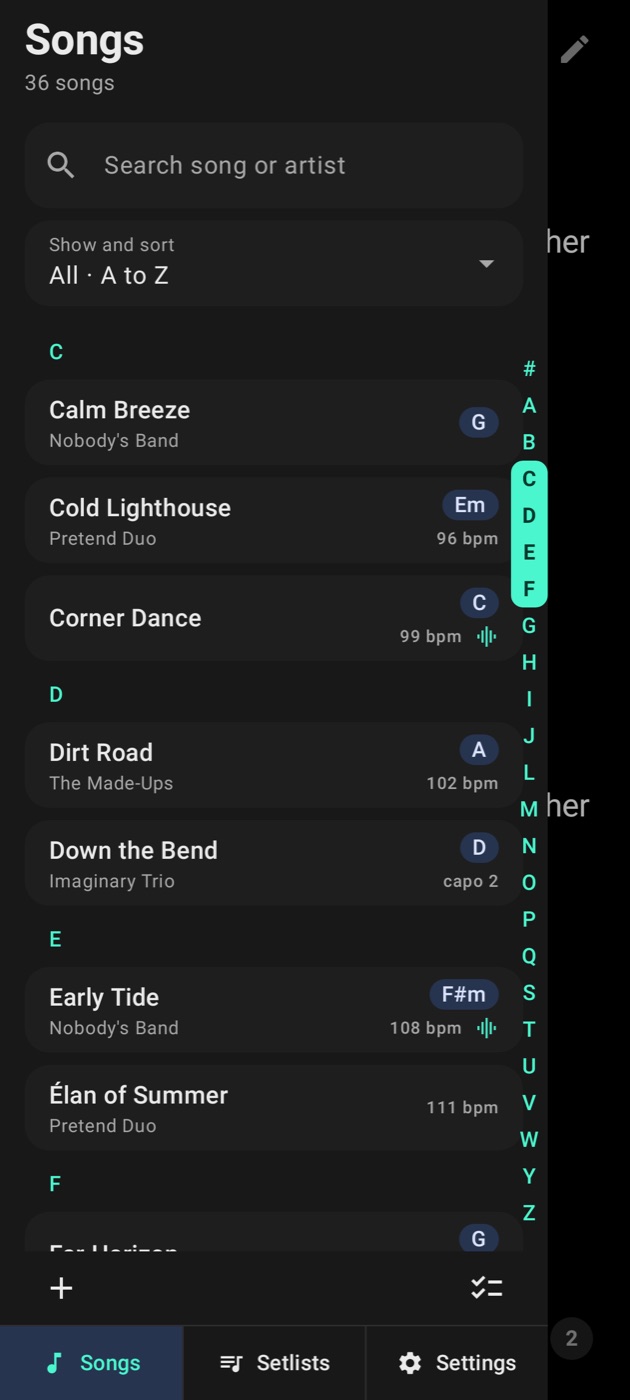 Songs
36 songs
Search song or artist
Show and sort
All · A to Z
her
C
Calm Breeze
Nobody's Band
G
Cold Lighthouse
Pretend Duo
Em
96 bpm
Corner Dance
C
99 bpm
D
Dirt Road
The Made-Ups
A
102 bpm
Down the Bend
Imaginary Trio
D
capo 2
her
E
Early Tide
Nobody's Band
F#m
108 bpm
Élan of Summer
Pretend Duo
111 bpm
F
Far Horizon
G
#
A
B
C
D
E
F
G
H
I
J
L
M
N
O
P
Q
S
T
U
V
W
Y
Z
2
Songs
Setlists
Settings